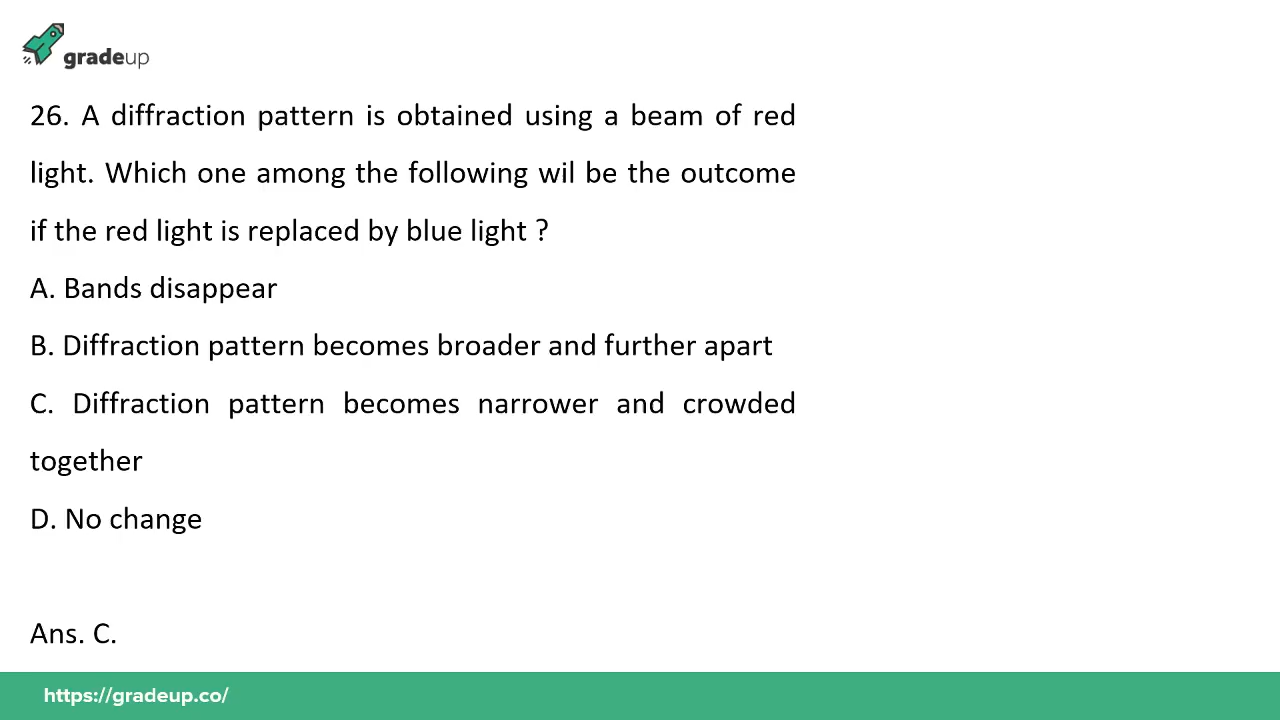 gradeup
26. A diffraction pattern is obtained using a beam of red
light. Which one among the following wil be the outcome
if the red light is replaced by blue light ?
A. Bands disappear
B. Diffraction pattern becomes broader and further apart
C. Diffraction pattern becomes narrower and crowded
together
D. No change
Ans. C.
https://gradeup.co/